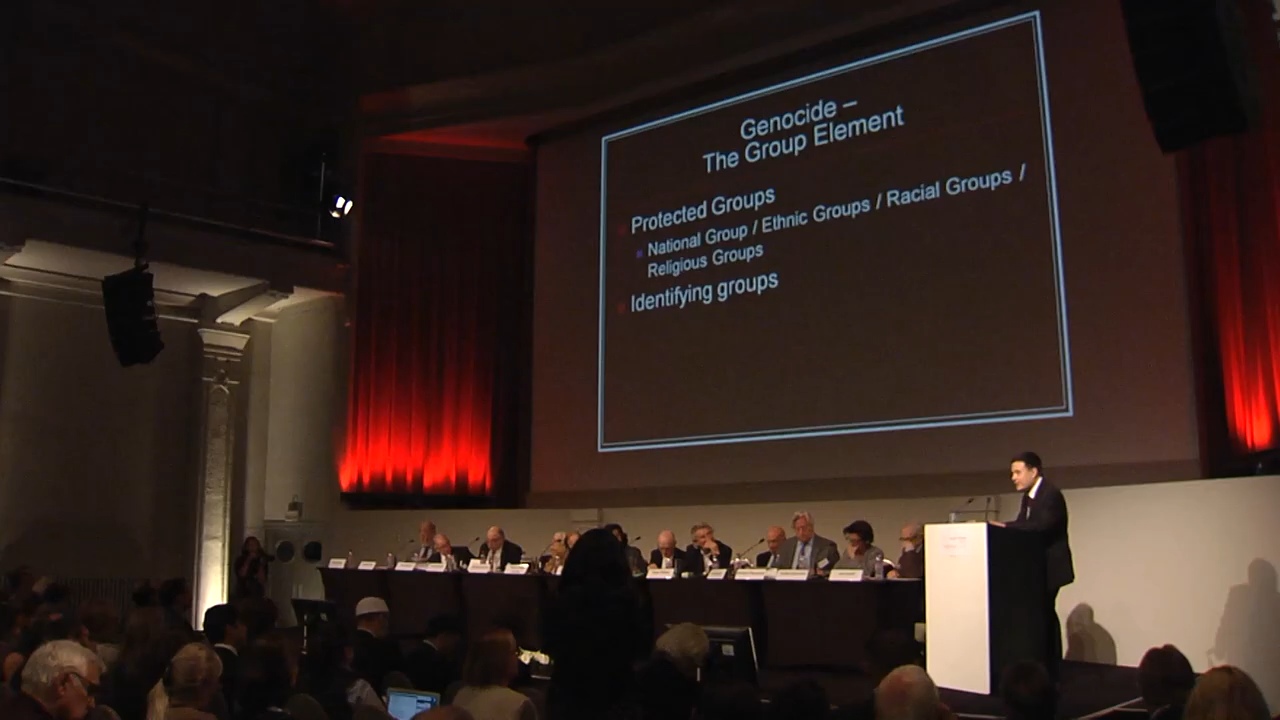 Genocide –
The Group Element
Protected Groups
National Group / Ethnic Groups / Racial Groups /
Religious Groups
Identifying groups